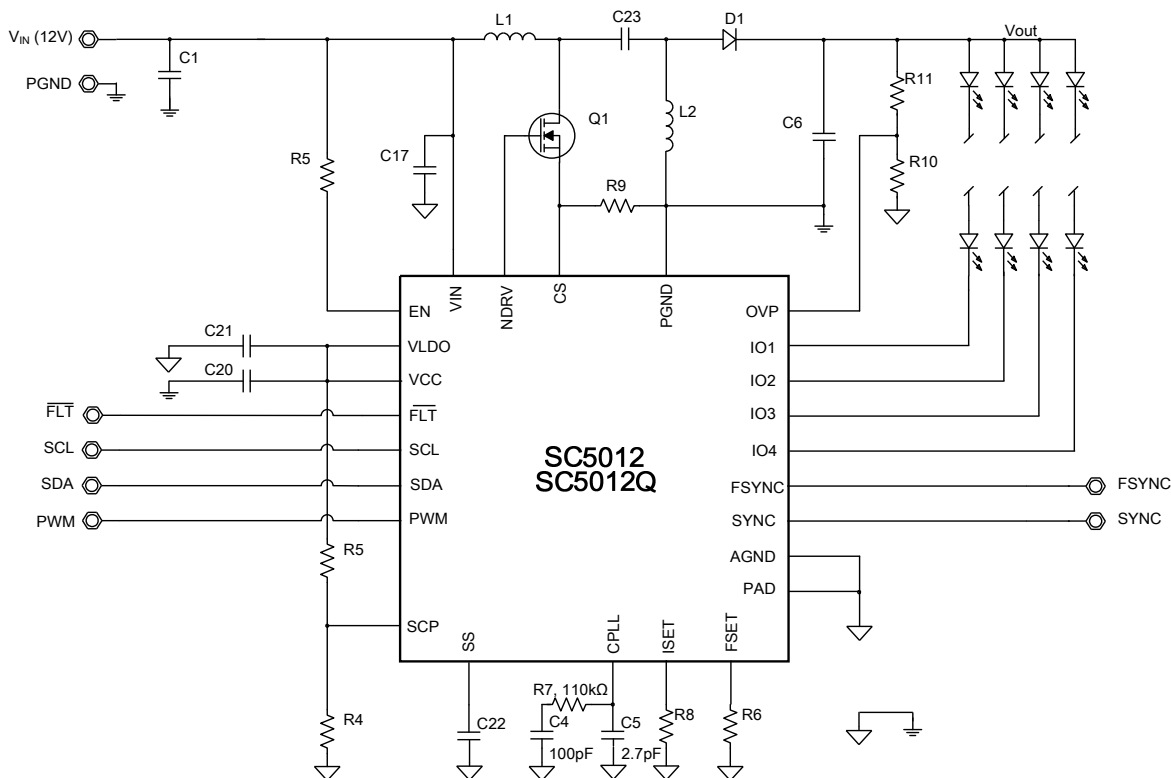 L1
C23
D1
VIN (12V)
Vout
C1
R11
PGND
Q1
L2
C6
R5
C17
R10
R9
VIN
NDRV
CS
PGND
EN
OVP
C21
VLDO
IO1
C20
VCC
IO2
FLT
FLT
IO3
SCL
SCL
IO4
SC5012
SC5012Q
SDA
SDA
FSYNC
FSYNC
PWM
PWM
SYNC
SYNC
R5
AGND
PAD
SCP
SS
CPLL
ISET
FSET
R7, 110kΩ
R4
C22
C4
C5
R8
R6
100pF
2.7pF